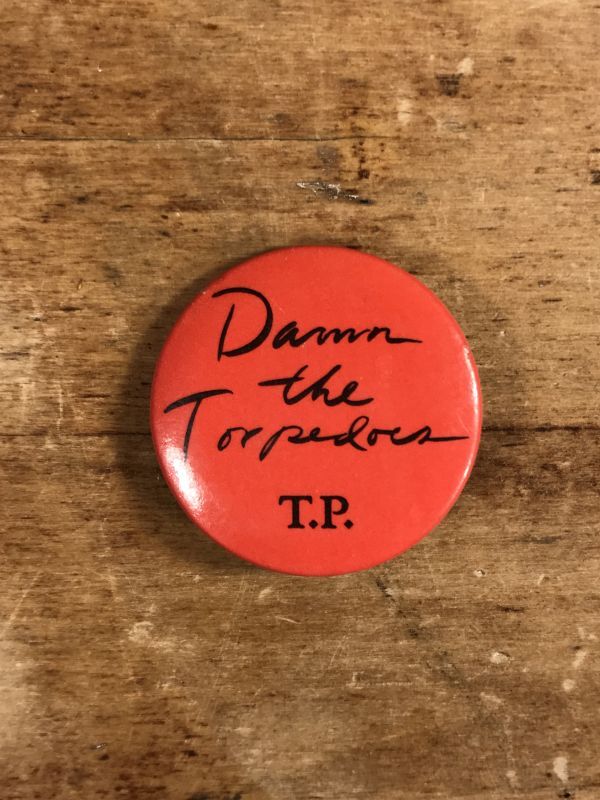 Damn
the
Torpedoes
T.P.